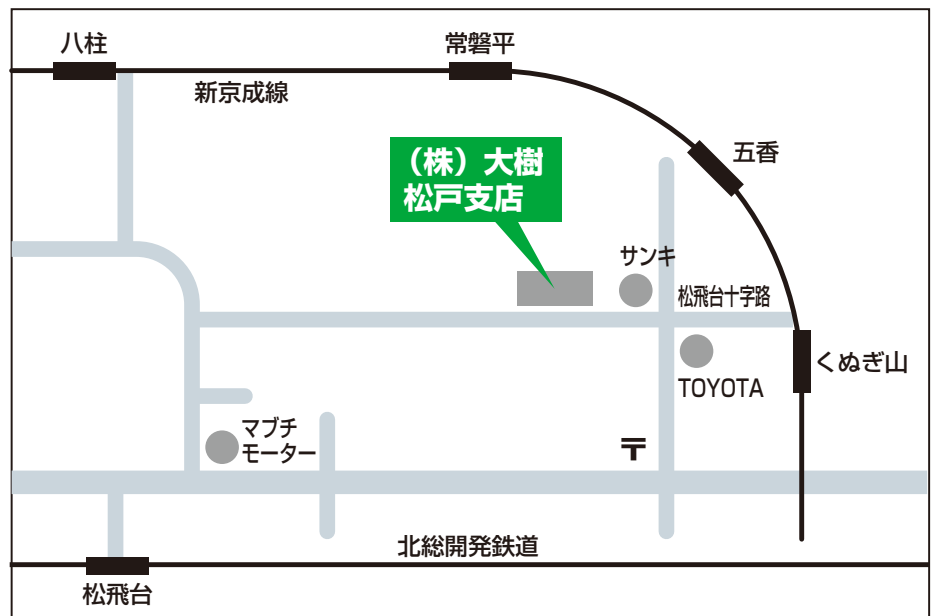 八柱
常磐平
新京成線
五香
（株）大樹
松戸支店
サンキ
松飛台十字路
くぬぎ山
TOYOTA
マブチ
モーター
〒
北総開発鉄道
松飛台